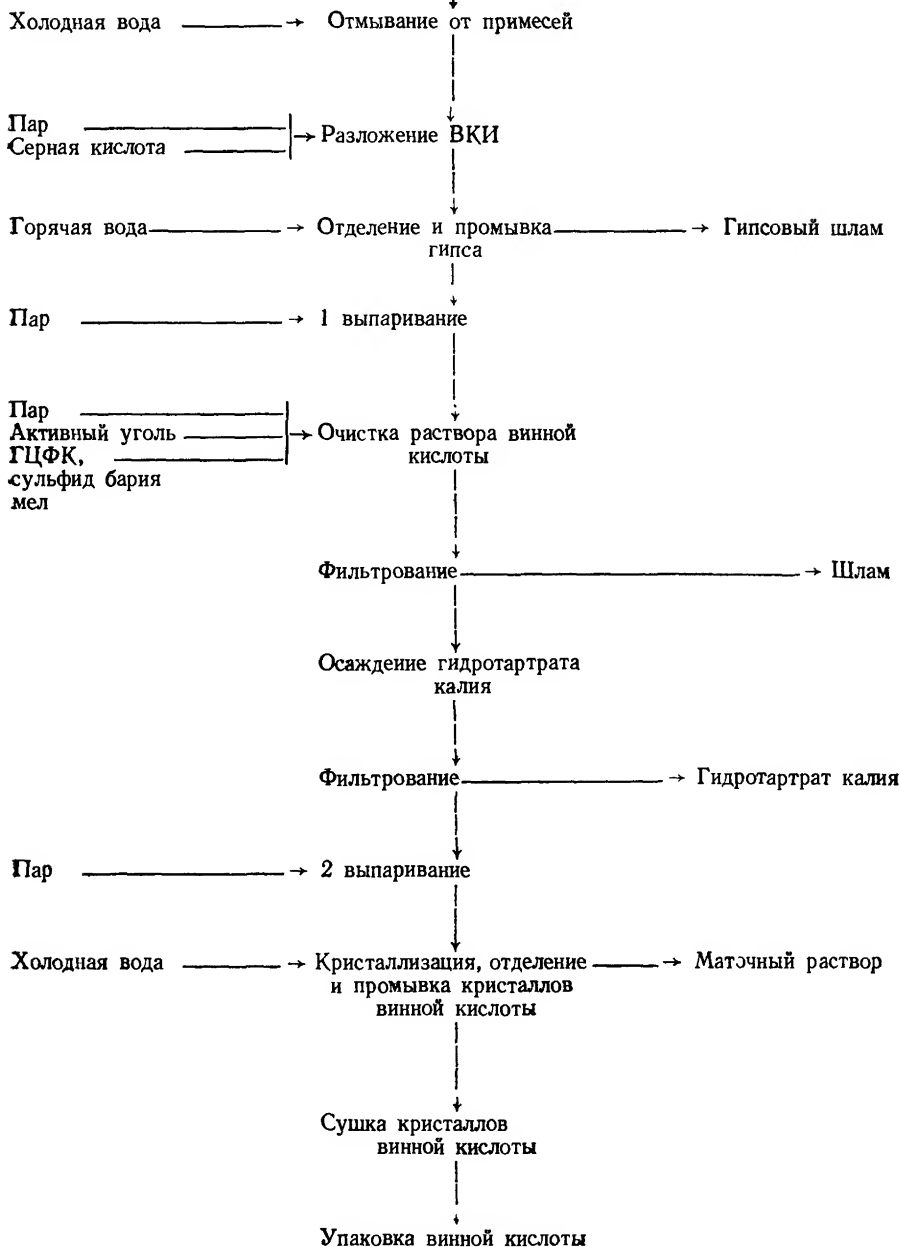 Холодная вода → Отмывание от примесей
Пар
Серная кислота → Разложение ВКИ
Горячая вода → Отделение и промывка → Гипсовый шлам
гипса
Пар → 1 выпаривание
Пар
Активный уголь → Очистка раствора винной
ГЦФК, кислоты
сульфид бария
мел
Фильтрование → Шлам
Осаждение гидротартрата
калия
Фильтрование → Гидротартрат калия
Пар → 2 выпаривание
Холодная вода → Кристаллизация, отделение → Маточный раствор
и промывка кристаллов
винной кислоты
Сушка кристаллов
винной кислоты
Упаковка винной кислоты